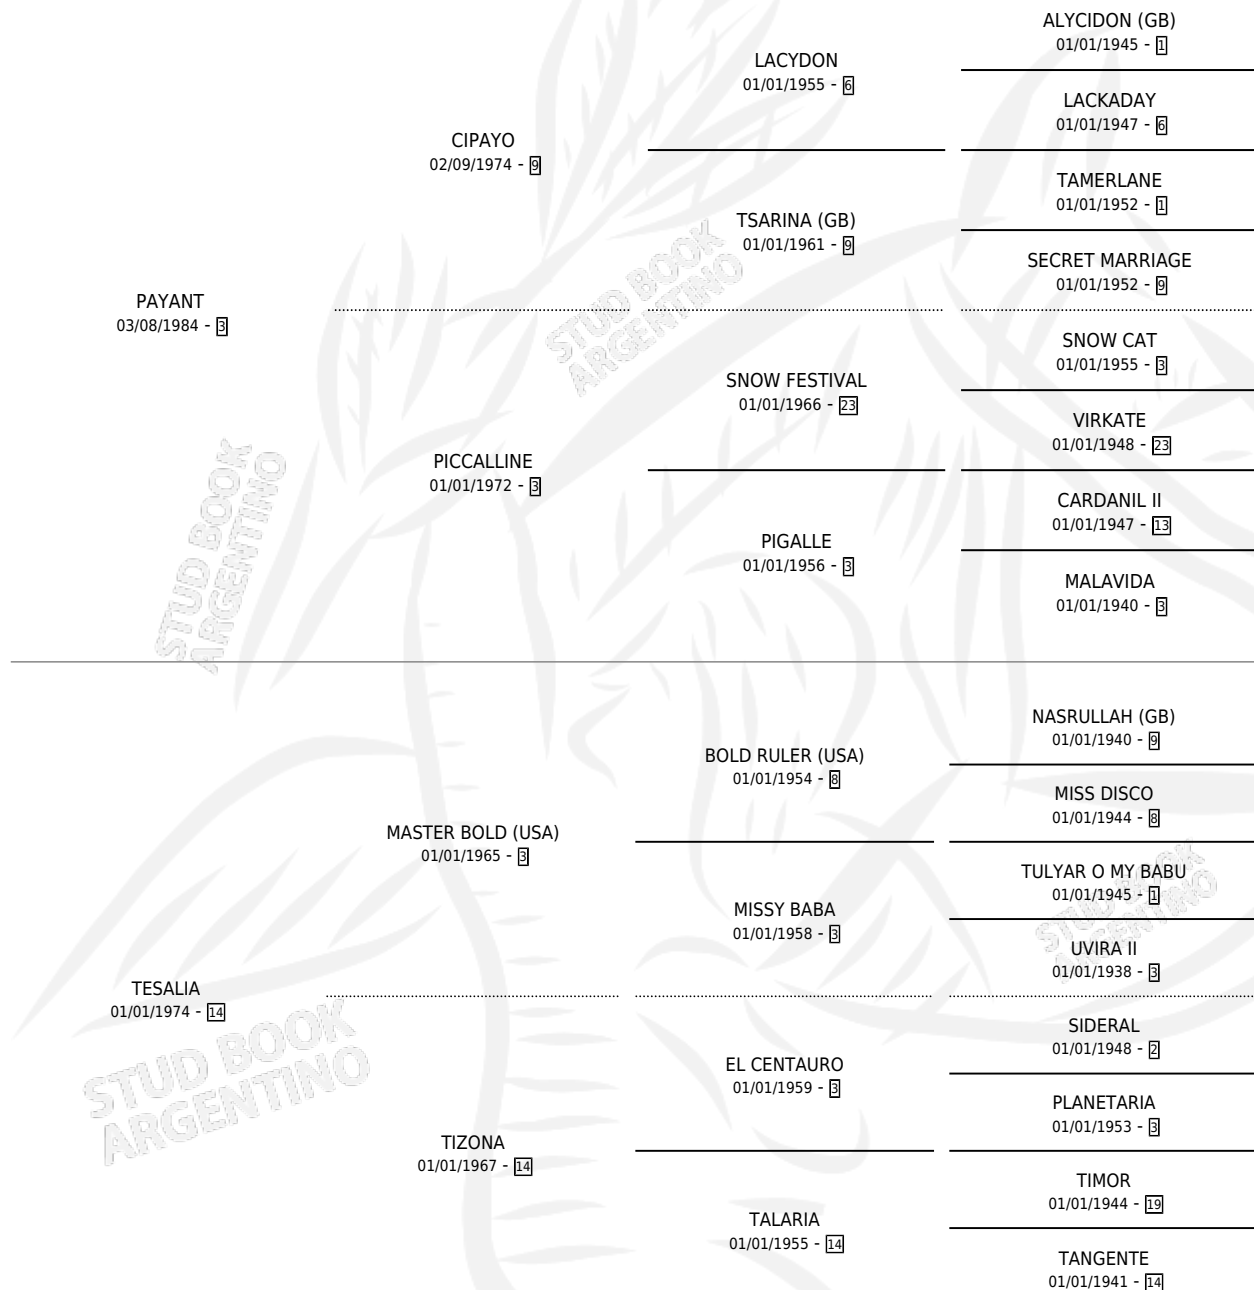 ALYCIDON (GB)
01/01/1945 - 1
LACYDON
01/01/1955 - 6
LACKADAY
01/01/1947 - 6
CIPAYO
02/09/1974 - 9
TAMERLANE
01/01/1952 - 1
TSARINA (GB)
01/01/1961 - 9
SECRET MARRIAGE
01/01/1952 - 9
PAYANT
03/08/1984 - 3
SNOW CAT
01/01/1955 - 3
SNOW FESTIVAL
01/01/1966 - 23
VIRKATE
01/01/1948 - 23
PICCALLINE
01/01/1972 - 3
CARDANIL II
01/01/1947 - 13
PIGALLE
01/01/1956 - 3
MALAVIDA
01/01/1940 - 3
NASRULLAH (GB)
01/01/1940 - 9
BOLD RULER (USA)
01/01/1954 - 8
MISS DISCO
01/01/1944 - 8
MASTER BOLD (USA)
01/01/1965 - 3
TULYAR O MY BABU
01/01/1945 - 1
MISSY BABA
01/01/1958 - 3
UVIRA II
01/01/1938 - 3
TESALIA
01/01/1974 - 14
SIDERAL
01/01/1948 - 2
EL CENTAURO
01/01/1959 - 3
PLANETARIA
01/01/1953 - 3
TIZONA
01/01/1967 - 14
TIMOR
01/01/1944 - 19
TALARIA
01/01/1955 - 14
TANGENTE
01/01/1941 - 14
STUD BOOK
ARGENTINO
STUD BOOK
ARGENTINO
STUD BOOK
ARGENTINO
STUD BOOK
ARGENTINO